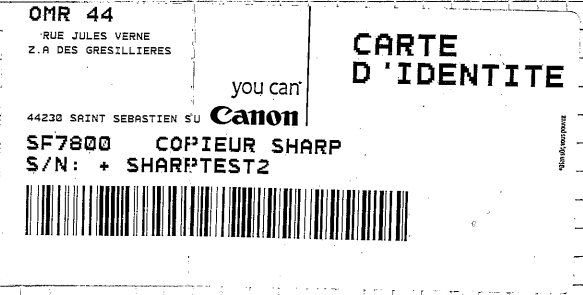 OMR 44
RUE JULES VERNE
Z.A DES GRESILLIERES
CARTE
D'IDENTITE
you can*
44230 SAINT SEBASTIEN SU Canon
SF7800 COPIEUR SHARP
S/N: + SHARPTEST2